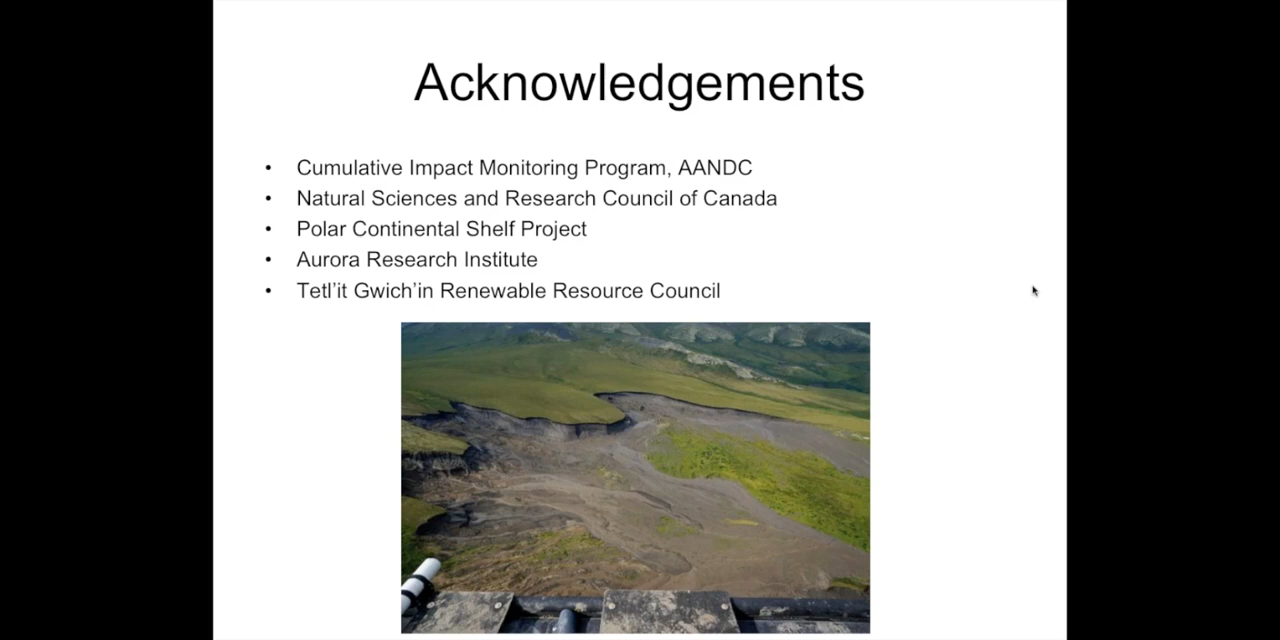 Acknowledgements
• Cumulative Impact Monitoring Program, AANDC
• Natural Sciences and Research Council of Canada
• Polar Continental Shelf Project
• Aurora Research Institute
• Tetl’it Gwich’in Renewable Resource Council